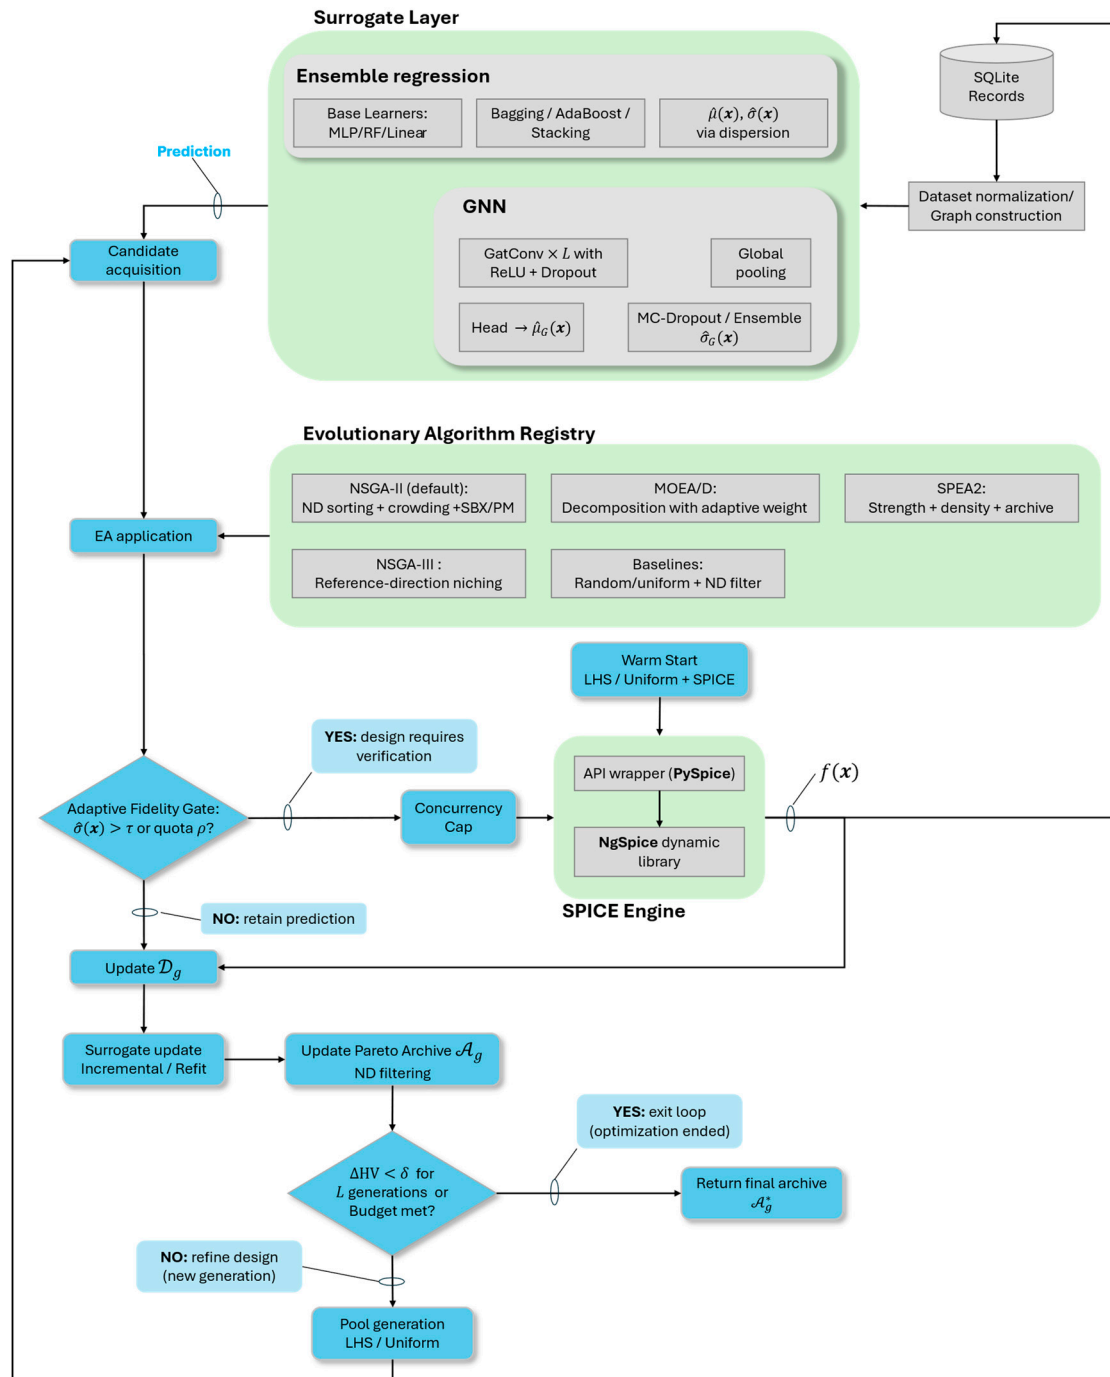 Surrogate Layer
Ensemble regression
Base Learners:
MLP/RF/Linear
Bagging / AdaBoost /
Stacking
μ̂(x), σ̂(x)
via dispersion
SQLite
Records
Prediction
Dataset normalization/
Graph construction
GNN
GatConv × L with
ReLU + Dropout
Global
pooling
Candidate
acquisition
Head → μ̂_G(x)
MC-Dropout / Ensemble
σ̂_G(x)
Evolutionary Algorithm Registry
NSGA-II (default):
ND sorting + crowding +SBX/PM
MOEA/D:
Decomposition with adaptive weight
SPEA2:
Strength + density + archive
EA application
NSGA-III :
Reference-direction niching
Baselines:
Random/uniform + ND filter
Warm Start
LHS / Uniform + SPICE
YES: design requires
verification
API wrapper (PySpice)
f(x)
Adaptive Fidelity Gate:
σ̂(x) > τ or quota ρ?
Concurrency
Cap
NgSpice dynamic
library
SPICE Engine
NO: retain prediction
Update 𝒟_g
Surrogate update
Incremental / Refit
Update Pareto Archive 𝒜_g
ND filtering
YES: exit loop
(optimization ended)
ΔHV < δ for
L generations or
Budget met?
Return final archive
𝒜*_g
NO: refine design
(new generation)
Pool generation
LHS / Uniform